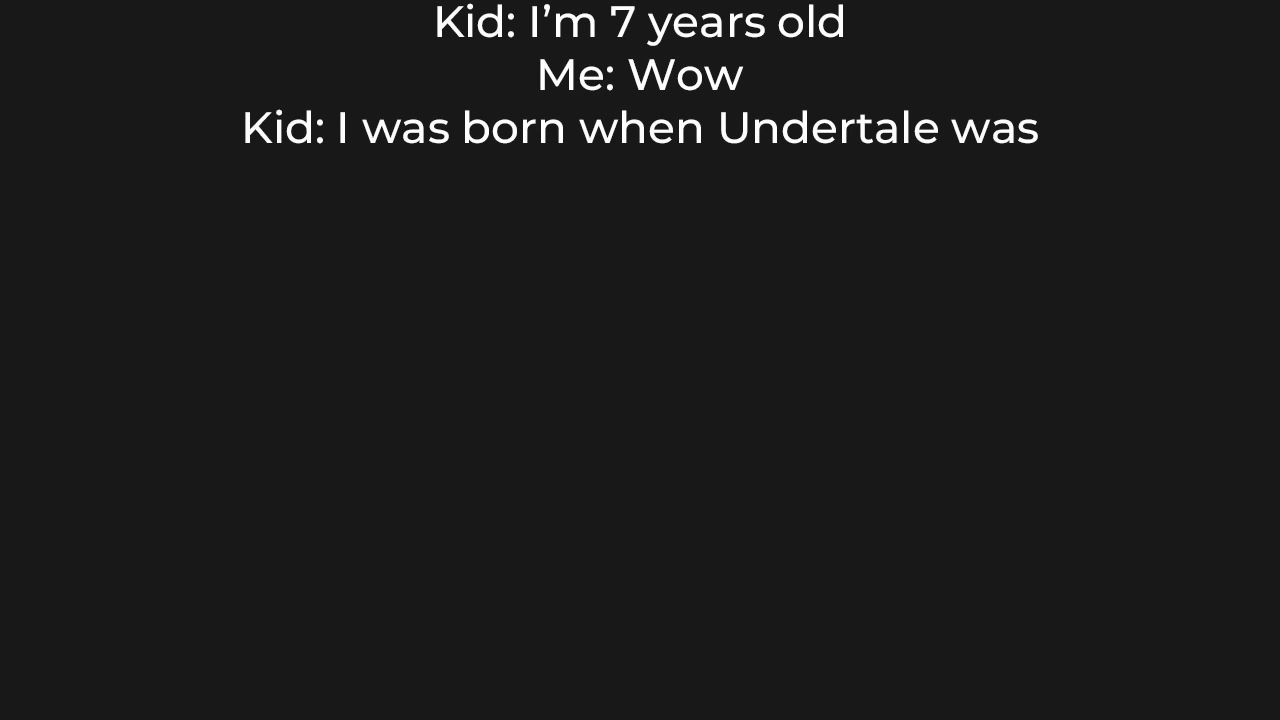 Kid: I’m 7 years old
Me: Wow
Kid: I was born when Undertale was